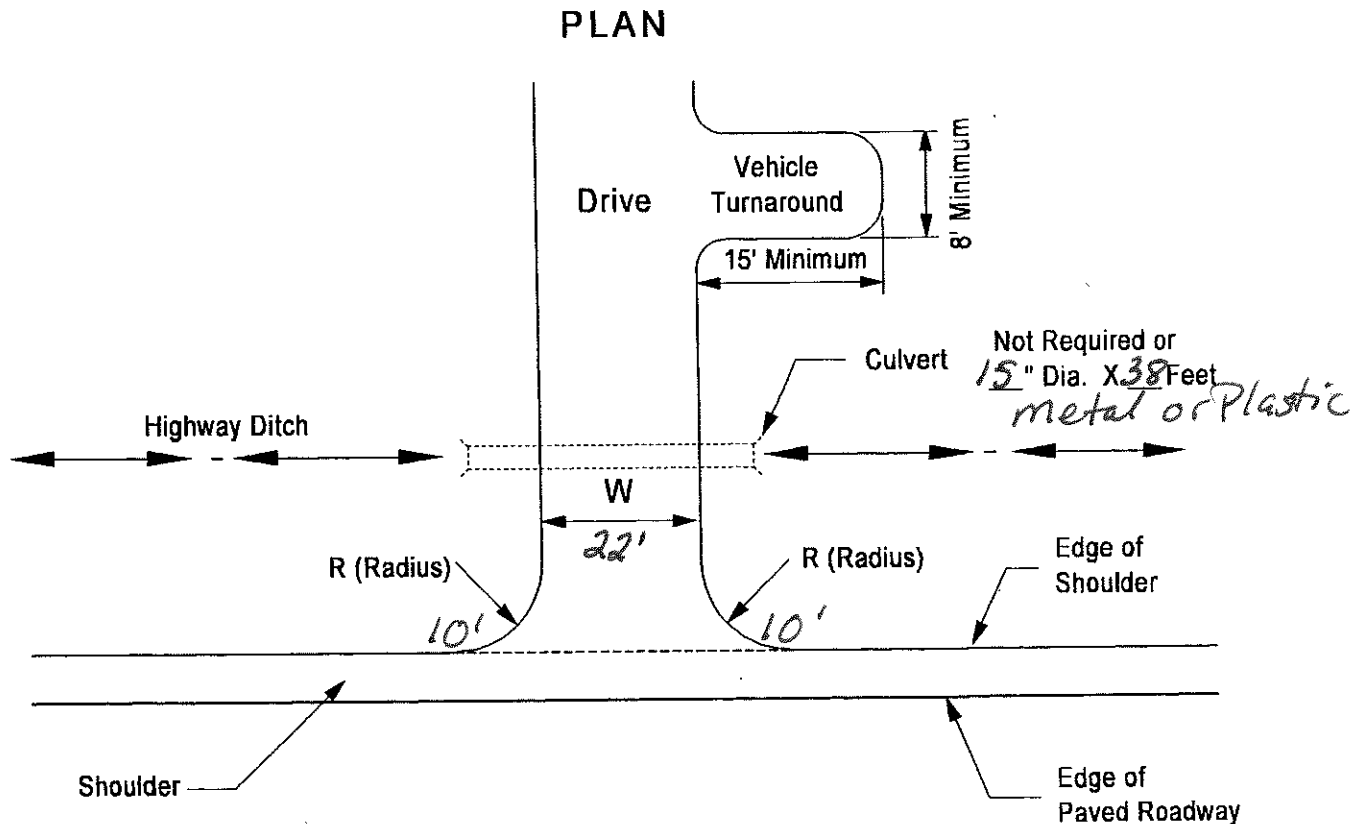 PLAN
Vehicle
Turnaround
Drive
8' Minimum
15' Minimum
Culvert
Not Required or
15 " Dia. X 38 Feet
metal or Plastic
Highway Ditch
W
22'
R (Radius)
R (Radius)
10'
10'
Edge of
Shoulder
Shoulder
Edge of
Paved Roadway